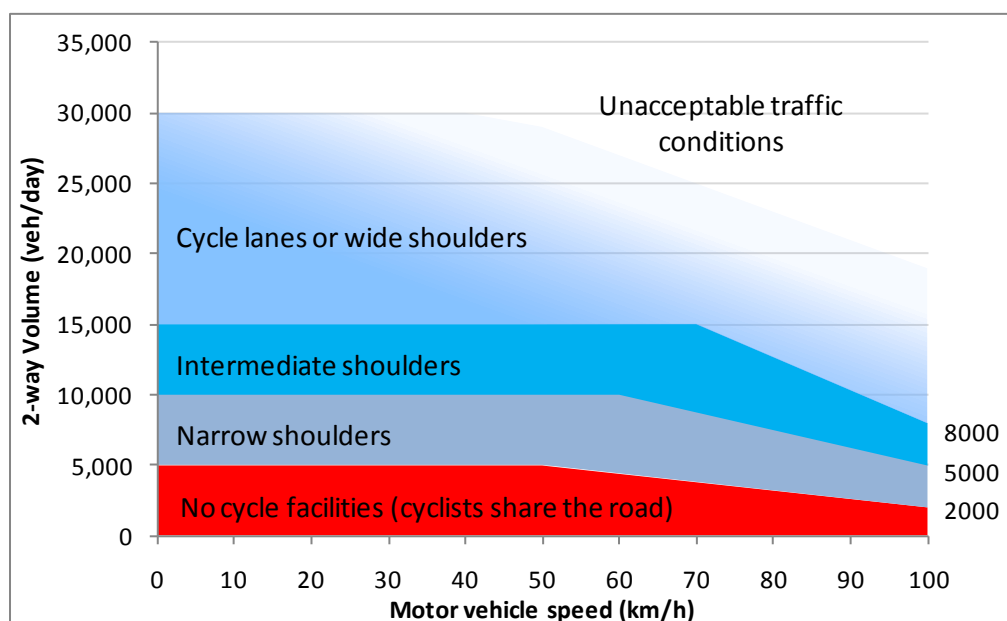 35,000
30,000
25,000
20,000
15,000
10,000
5,000
0
2-way Volume (veh/day)
Unacceptable traffic
conditions
Cycle lanes or wide shoulders
Intermediate shoulders
Narrow shoulders
No cycle facilities (cyclists share the road)
8000
5000
2000
0 10 20 30 40 50 60 70 80 90 100
Motor vehicle speed (km/h)